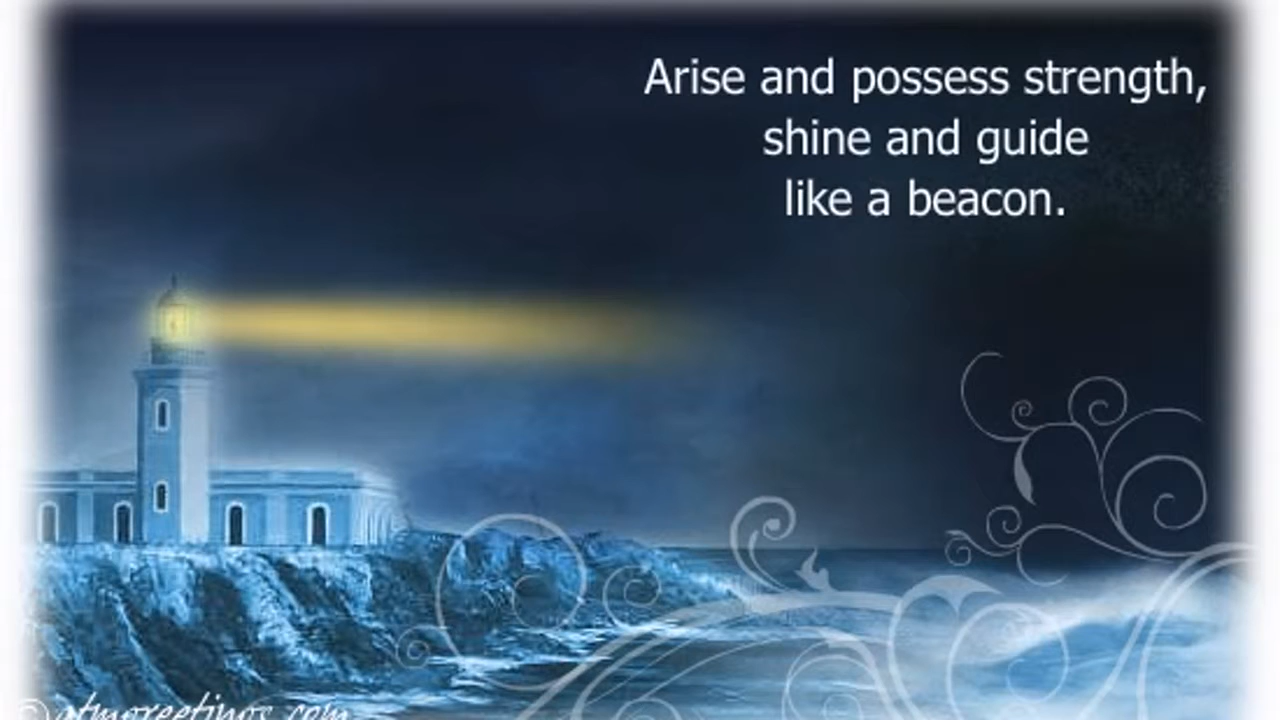 Arise and possess strength,
shine and guide
like a beacon.